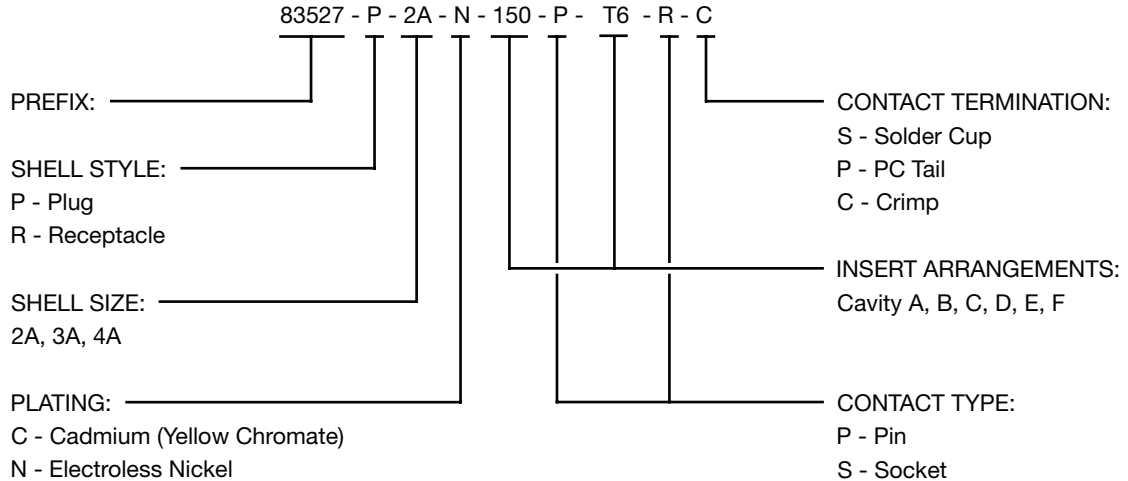 83527 - P - 2A - N - 150 - P - T6 - R - C
PREFIX:
SHELL STYLE:
P - Plug
R - Receptacle
SHELL SIZE:
2A, 3A, 4A
PLATING:
C - Cadmium (Yellow Chromate)
N - Electroless Nickel
CONTACT TERMINATION:
S - Solder Cup
P - PC Tail
C - Crimp
INSERT ARRANGEMENTS:
Cavity A, B, C, D, E, F
CONTACT TYPE:
P - Pin
S - Socket